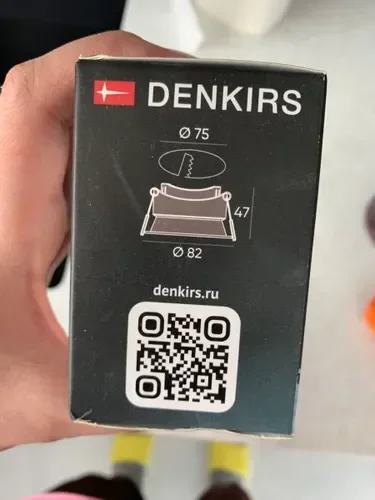 DENKIRS
Ø 75
47
Ø 82
denkirs.ru